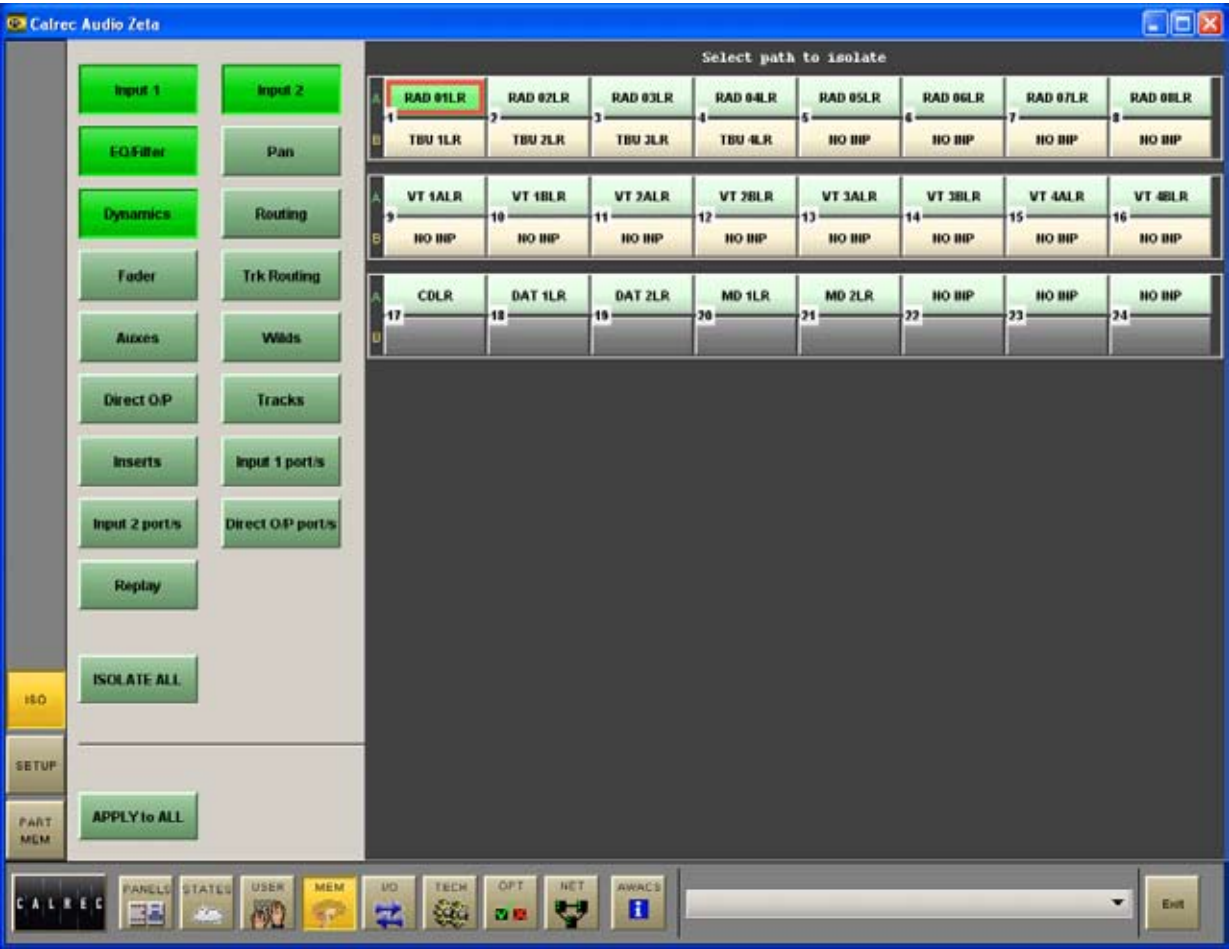 Calrec Audio Zeta
Select path to isolate
Input 1 Input 2
EQ/Filter Pan
Dynamics Routing
Fader Trk Routing
Auxes Wilds
Direct O/P Tracks
Inserts Input 1 port/s
Input 2 port/s Direct O/P port/s
Replay
ISOLATE ALL
APPLY to ALL
ISO
SETUP
PART
MEM
A RAD 01LR RAD 02LR RAD 03LR RAD 04LR RAD 05LR RAD 06LR RAD 07LR RAD 08LR
1 2 3 4 5 6 7 8
B TBU 1LR TBU 2LR TBU 3LR TBU 4LR NO INP NO INP NO INP NO INP
A VT 1ALR VT 1BLR VT 2ALR VT 2BLR VT 3ALR VT 3BLR VT 4ALR VT 4BLR
9 10 11 12 13 14 15 16
B NO INP NO INP NO INP NO INP NO INP NO INP NO INP NO INP
A CDLR DAT 1LR DAT 2LR MD 1LR MD 2LR NO INP NO INP NO INP
17 18 19 20 21 22 23 24
B
CALREC PANELS STATES USER MEM I/O TECH OPT NET AWACS Exit